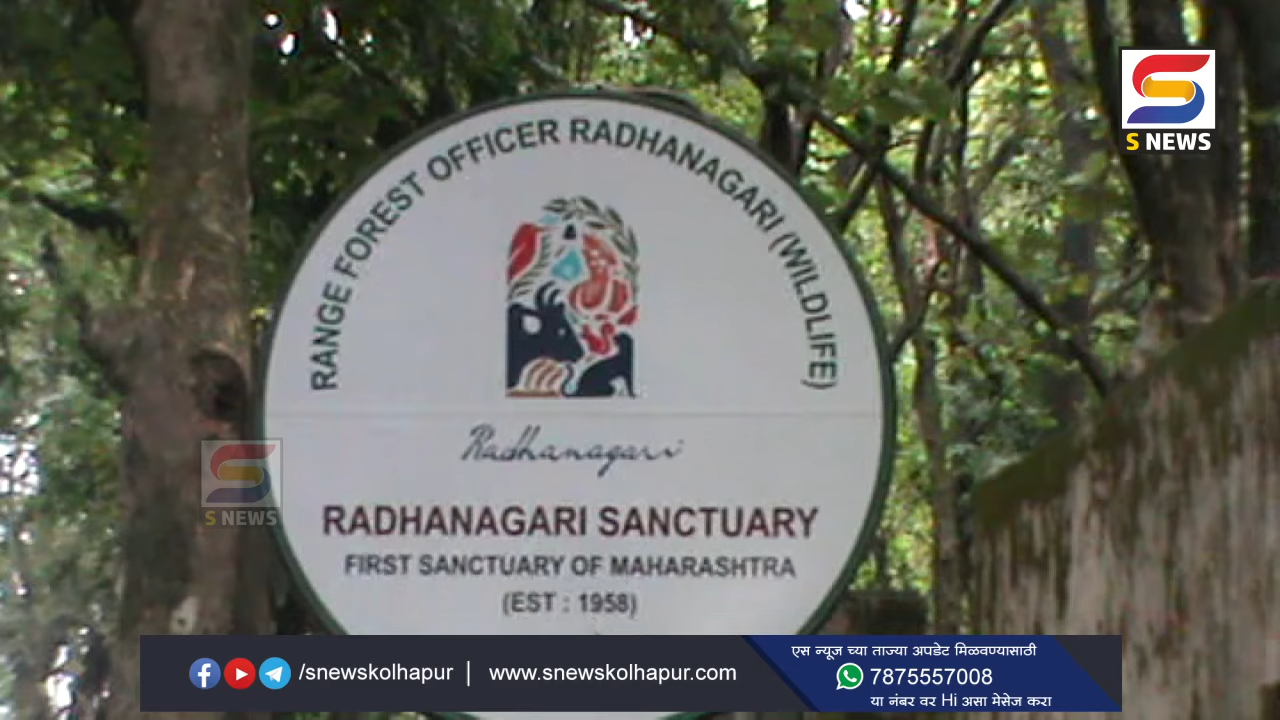 S NEWS
RANGE FOREST OFFICER RADHANAGARI (WILDLIFE)
Radhanagari
S NEWS
RADHANAGARI SANCTUARY
FIRST SANCTUARY OF MAHARASHTRA
(EST : 1958)
/snewskolhapur | www.snewskolhapur.com
एस न्यूज च्या ताज्या अपडेट मिळवण्यासाठी
7875557008
या नंबर वर Hi असा मेसेज करा